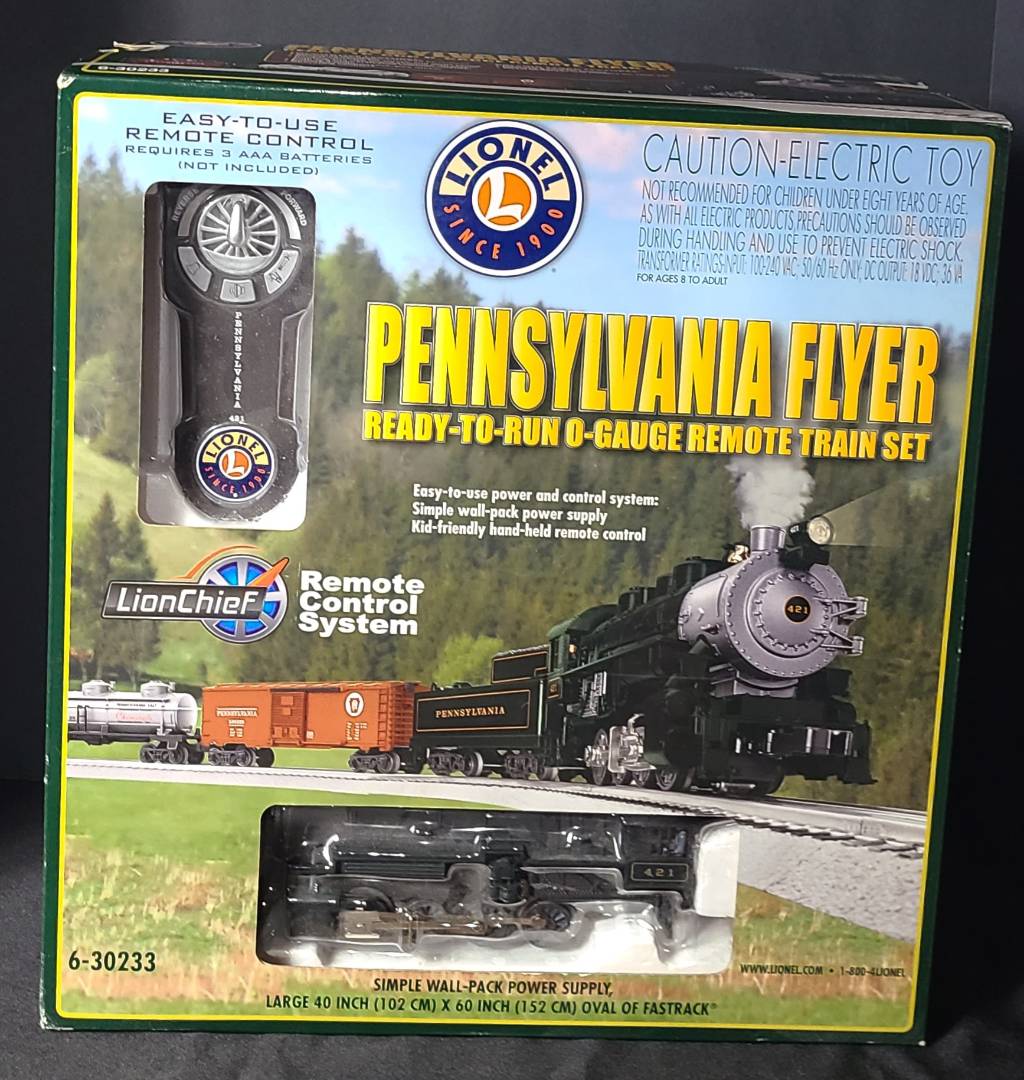 PENNSYLVANIA FLYER
6-30233
EASY-TO-USE
REMOTE CONTROL
REQUIRES 3 AAA BATTERIES
(NOT INCLUDED)
LIONEL
L
SINCE 1900
CAUTION-ELECTRIC TOY
NOT RECOMMENDED FOR CHILDREN UNDER EIGHT YEARS OF AGE.
AS WITH ALL ELECTRIC PRODUCTS, PRECAUTIONS SHOULD BE OBSERVED
DURING HANDLING AND USE TO PREVENT ELECTRIC SHOCK.
TRANSFORMER RATINGS-INPUT: 100-240 VAC; 50/60 Hz ONLY, DC OUTPUT: 18 VDC; 36 VA
FOR AGES 8 TO ADULT
REVERSE FORWARD
PENNSYLVANIA
421
LIONEL
L
SINCE 1900
PENNSYLVANIA FLYER
READY-TO-RUN O-GAUGE REMOTE TRAIN SET
Easy-to-use power and control system:
Simple wall-pack power supply
Kid-friendly hand-held remote control
LionChief
Remote
Control
System
421
421
PENNSYLVANIA
PENNSYLVANIA
Chemicals
421
6-30233
WWW.LIONEL.COM • 1-800-4LIONEL
SIMPLE WALL-PACK POWER SUPPLY,
LARGE 40 INCH (102 CM) X 60 INCH (152 CM) OVAL OF FASTRACK®